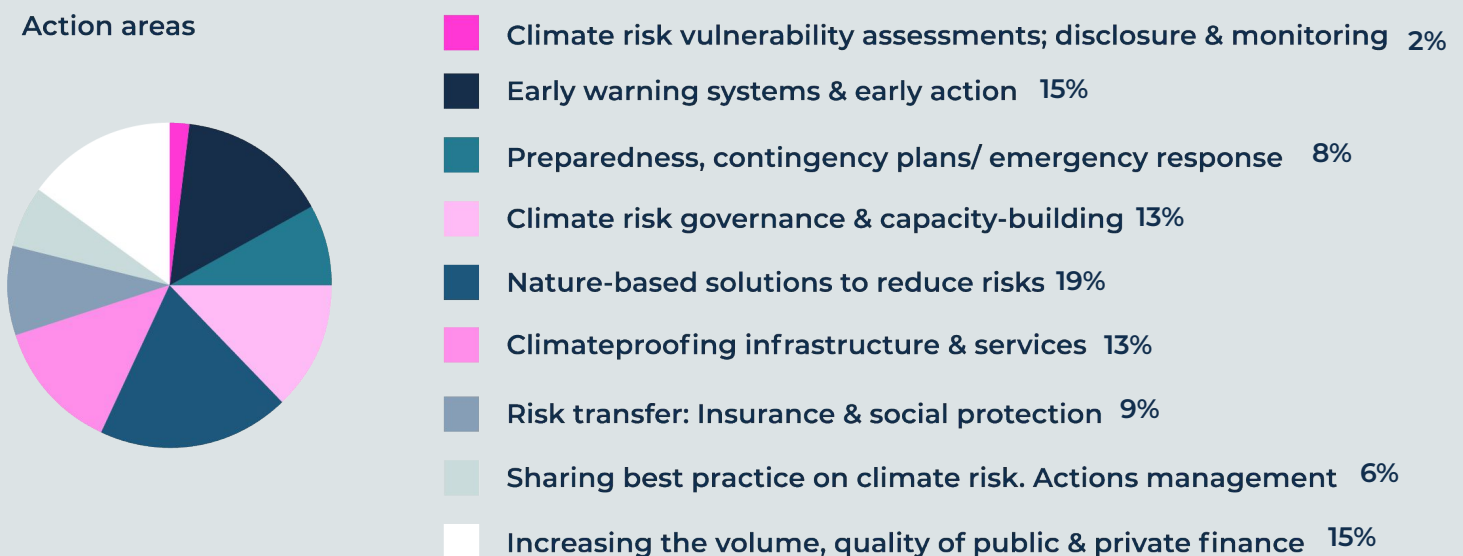 Action areas
Climate risk vulnerability assessments; disclosure & monitoring 2%
Early warning systems & early action 15%
Preparedness, contingency plans/ emergency response 8%
Climate risk governance & capacity-building 13%
Nature-based solutions to reduce risks 19%
Climateproofing infrastructure & services 13%
Risk transfer: Insurance & social protection 9%
Sharing best practice on climate risk. Actions management 6%
Increasing the volume, quality of public & private finance 15%